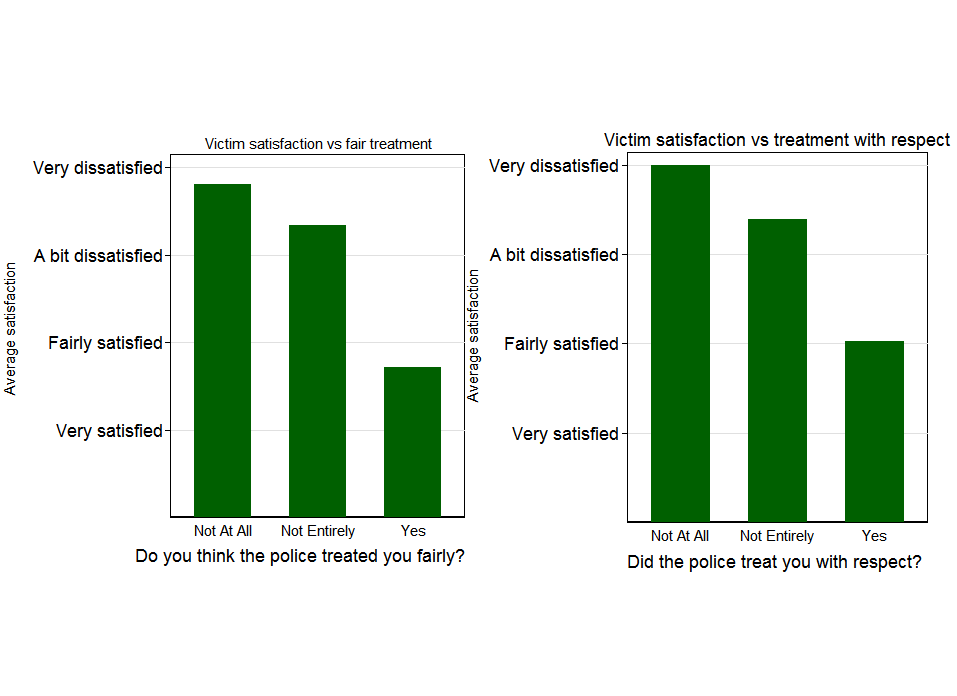 Victim satisfaction vs fair treatment
Very dissatisfied
A bit dissatisfied
Fairly satisfied
Very satisfied
Average satisfaction
Not At All Not Entirely Yes
Do you think the police treated you fairly?
Victim satisfaction vs treatment with respect
Very dissatisfied
A bit dissatisfied
Fairly satisfied
Very satisfied
Average satisfaction
Not At All Not Entirely Yes
Did the police treat you with respect?